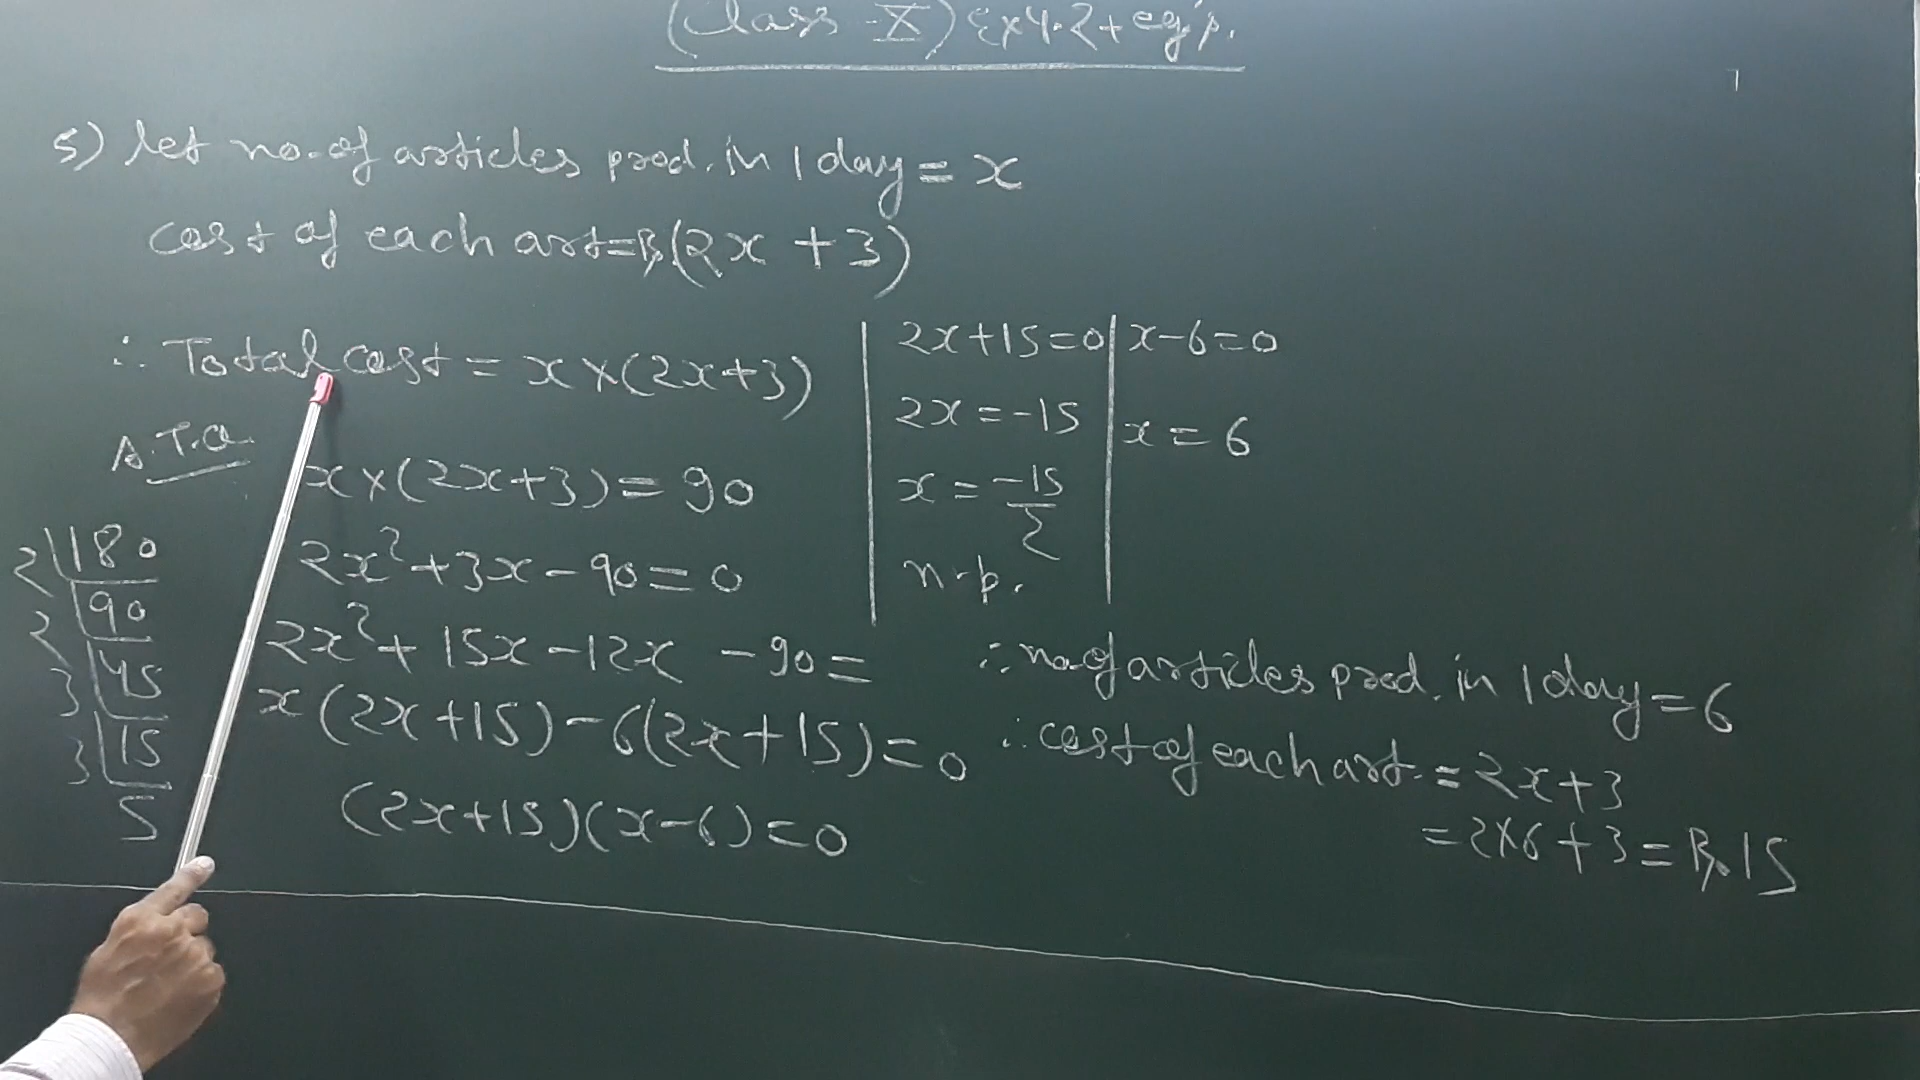 (Class - X) Ex 4.2 + eg p.
5) Let no. of articles prod. in 1 day = x
cost of each art = Rs (2x + 3)
∴ Total cost = x × (2x+3)
A.T.Q
x × (2x+3) = 90
2x² + 3x - 90 = 0
2x² + 15x - 12x - 90 =
x (2x+15) - 6(2x+15) = 0
(2x+15)(x-6) = 0
2 | 180
2 | 90
3 | 45
3 | 15
5
2x+15=0
2x = -15
x = -15/2
n.p.
x-6=0
x = 6
∴ no. of articles prod. in 1 day = 6
∴ cost of each art. = 2x+3
= 2×6 + 3 = Rs. 15